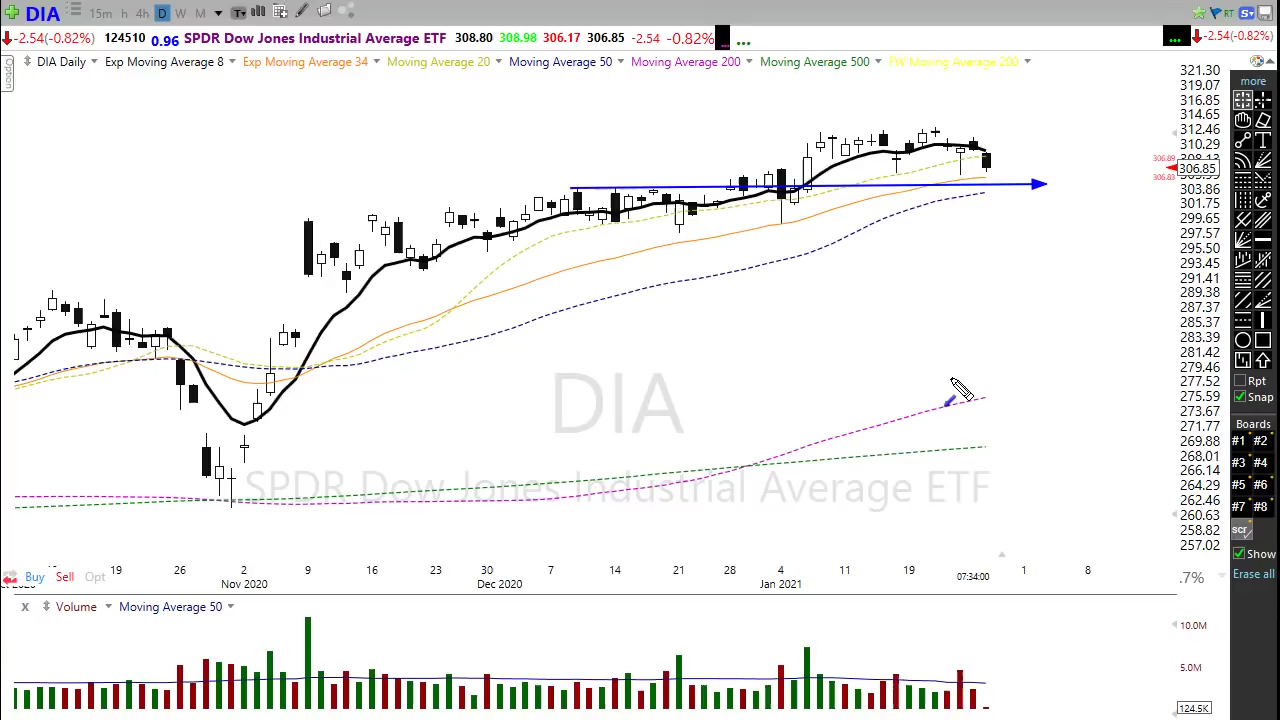 DIA 15m h 4h D W M T RT S
-2.54(-0.82%) 124510 0.96 SPDR Dow Jones Industrial Average ETF 308.80 308.98 306.17 306.85 -2.54 -0.82% ... ... -2.54(-0.82%)
Option
DIA Daily Exp Moving Average 8 Exp Moving Average 34 Moving Average 20 Moving Average 50 Moving Average 200 Moving Average 500 FW Moving Average 200
more
321.30
319.07
316.85
314.65
312.46
310.29
306.89
306.85
306.83
303.86
301.75
299.65
297.57
295.50
293.45
291.41
289.38
287.37
285.37
283.39
281.42
279.46
277.52
275.59
273.67
271.77
269.88
268.01
266.14
264.29
262.46
260.63
258.82
257.02
DIA
SPDR Dow Jones Industrial Average ETF
Rpt
Snap
Boards
#1 #2
#3 #4
#5 #6
#7 #8
scr
Show
Erase all
19 26 2 9 16 23 30 7 14 21 28 4 11 19 07:34:00 1 8
Nov 2020 Dec 2020 Jan 2021
Buy Sell Opt
.7%
x Volume Moving Average 50
10.0M
5.0M
124.5K